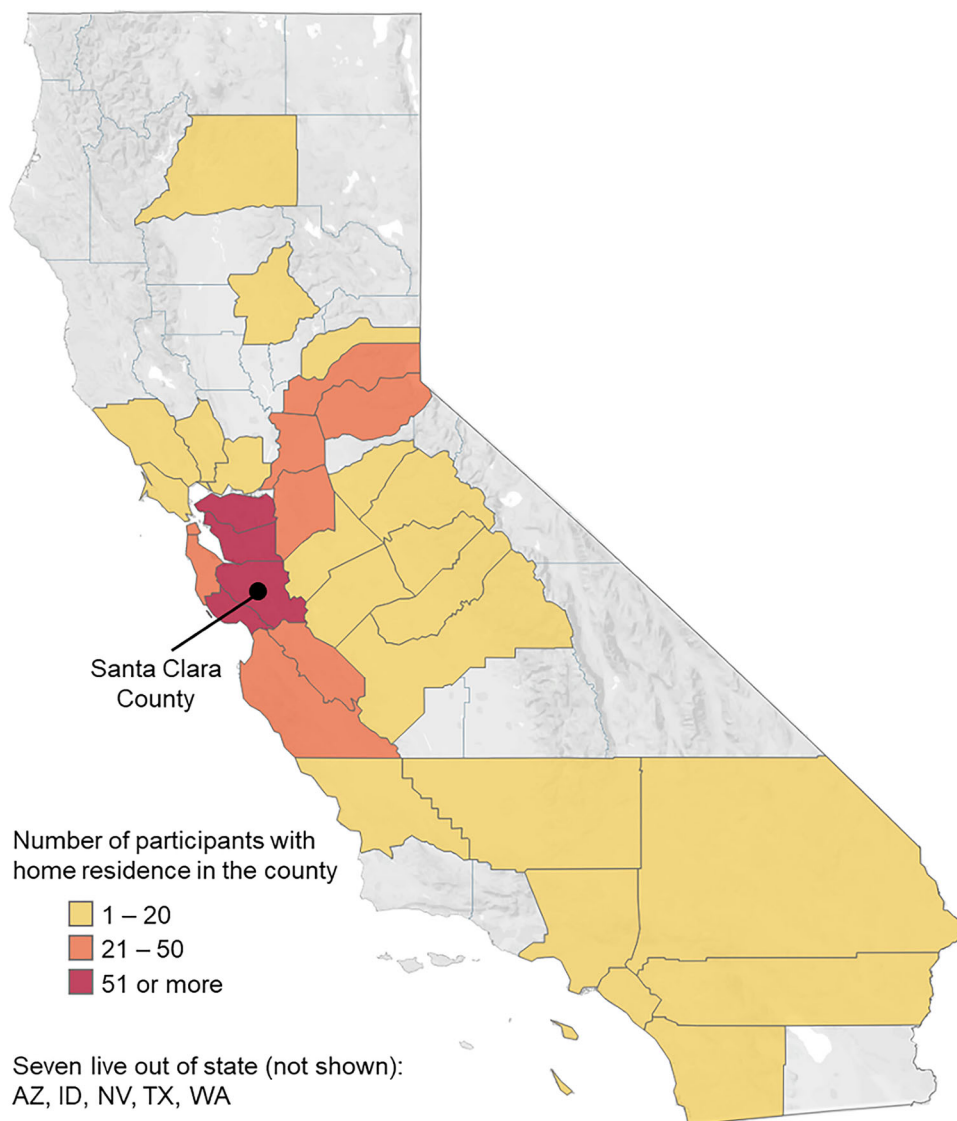 Santa Clara
County
Number of participants with
home residence in the county
1 – 20
21 – 50
51 or more
Seven live out of state (not shown):
AZ, ID, NV, TX, WA